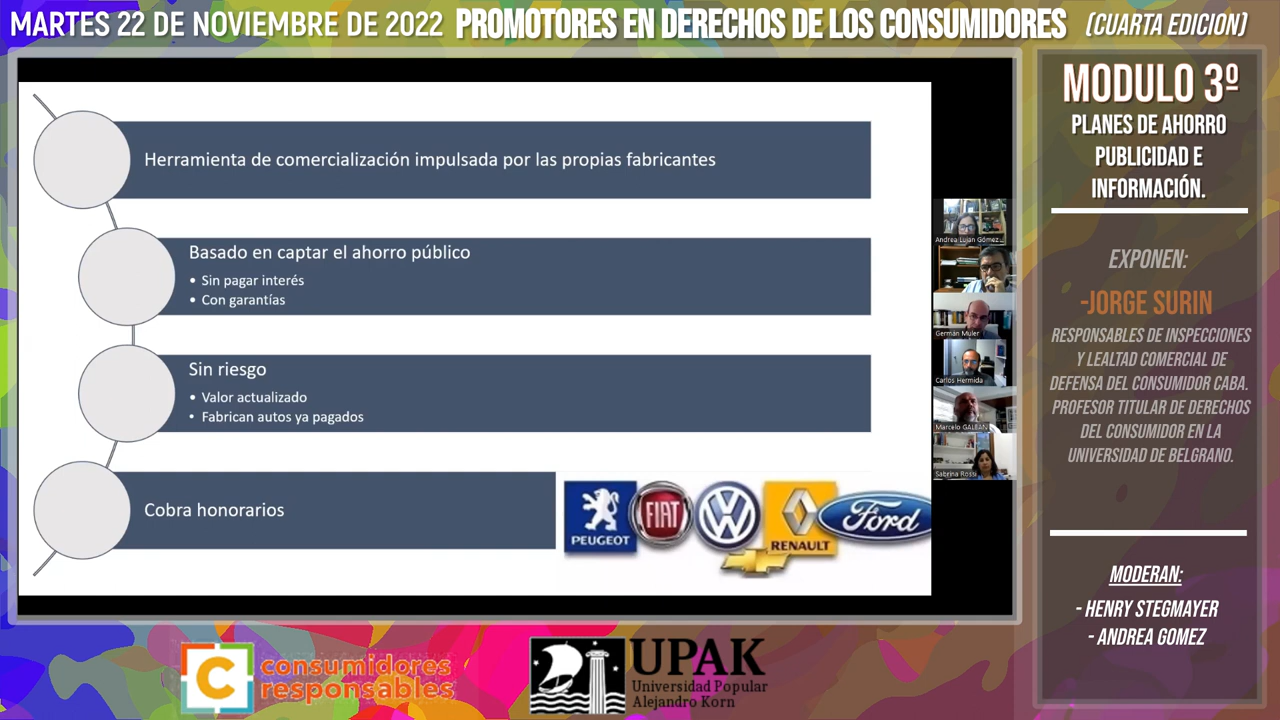 MARTES 22 DE NOVIEMBRE DE 2022 PROMOTORES EN DERECHOS DE LOS CONSUMIDORES (CUARTA EDICION)
Herramienta de comercialización impulsada por las propias fabricantes
Basado en captar el ahorro público
• Sin pagar interés
• Con garantías
Sin riesgo
• Valor actualizado
• Fabrican autos ya pagados
Cobra honorarios
PEUGEOT
FIAT
RENAULT
Ford
Andrea Lujan Gómez...
Germán Muler
Carlos Hermida
Marcelo GALEAN
Sabrina Rossi
MODULO 3º
PLANES DE AHORRO
PUBLICIDAD E
INFORMACIÓN.
EXPONEN:
-JORGE SURIN
RESPONSABLES DE INSPECCIONES
Y LEALTAD COMERCIAL DE
DEFENSA DEL CONSUMIDOR CABA.
PROFESOR TITULAR DE DERECHOS
DEL CONSUMIDOR EN LA
UNIVERSIDAD DE BELGRANO.
MODERAN:
- HENRY STEGMAYER
- ANDREA GOMEZ
C consumidores
responsables
UPAK
Universidad Popular
Alejandro Korn